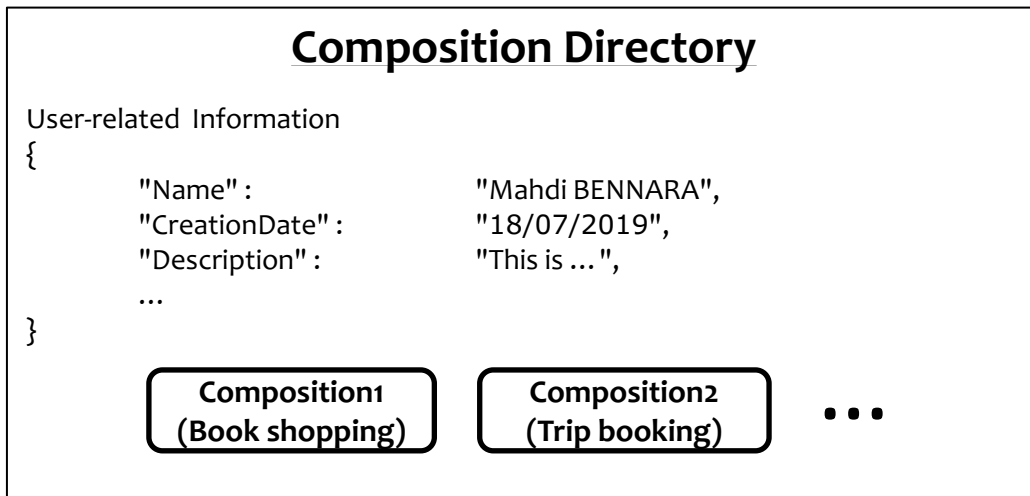 Composition Directory
User-related Information
{
"Name" : "Mahdi BENNARA",
"CreationDate" : "18/07/2019",
"Description" : "This is ... ",
...
}
Composition1
(Book shopping)
Composition2
(Trip booking)
...